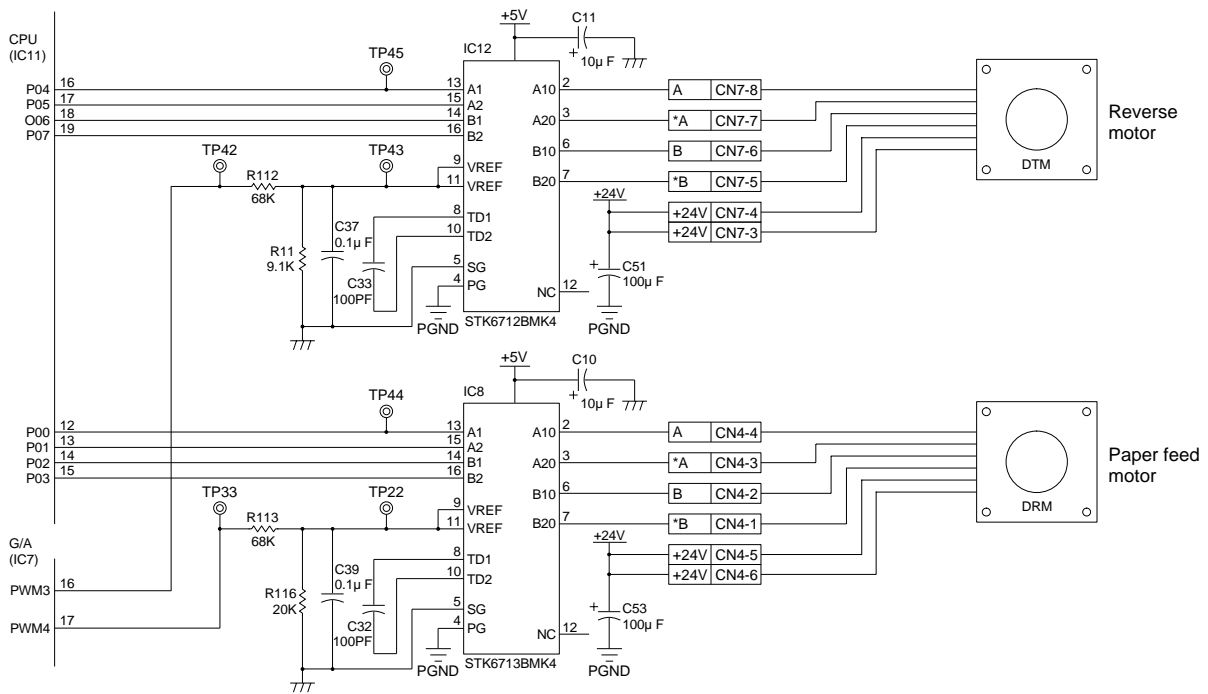 CPU
(IC11)
P04
16
P05
17
O06
18
P07
19
TP45
TP42
R112
68K
TP43
R11
9.1K
C37
0.1μ F
C33
100PF
+5V
C11
+
10μ F
IC12
13
A1
15
A2
14
B1
16
B2
9
VREF
11
VREF
8
TD1
10
TD2
5
SG
4
PG
PGND
STK6712BMK4
A10
2
A20
3
B10
6
B20
7
NC
12
A CN7-8
*A CN7-7
B CN7-6
*B CN7-5
+24V
+24V CN7-4
+24V CN7-3
+
C51
100μ F
PGND
DTM
Reverse
motor
P00
12
P01
13
P02
14
P03
15
TP44
TP33
R113
68K
TP22
G/A
(IC7)
PWM3
16
PWM4
17
R116
20K
C39
0.1μ F
C32
100PF
+5V
C10
+
10μ F
IC8
13
A1
15
A2
14
B1
16
B2
9
VREF
11
VREF
8
TD1
10
TD2
5
SG
4
PG
PGND
STK6713BMK4
A10
2
A20
3
B10
6
B20
7
NC
12
A CN4-4
*A CN4-3
B CN4-2
*B CN4-1
+24V
+24V CN4-5
+24V CN4-6
+
C53
100μ F
PGND
DRM
Paper feed
motor